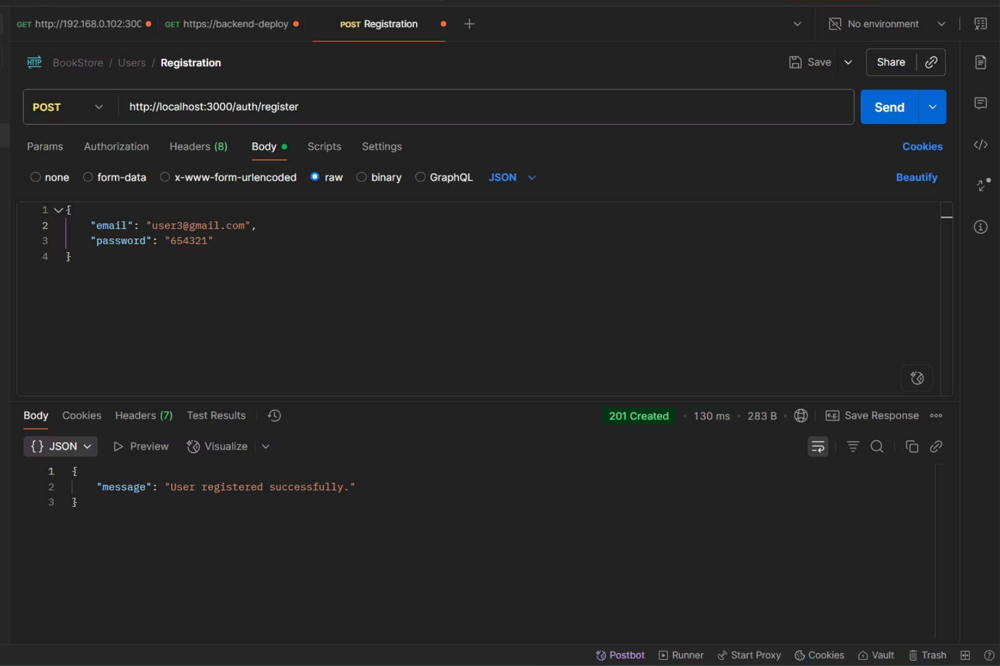 GET http://192.168.0.102:300 GET https://backend-deploy POST Registration No environment
HTTP BookStore / Users / Registration Save Share
POST http://localhost:3000/auth/register Send
Params Authorization Headers (8) Body Scripts Settings Cookies
none form-data x-www-form-urlencoded raw binary GraphQL JSON Beautify
1 {
2 "email": "user3@gmail.com",
3 "password": "654321"
4 }
Body Cookies Headers (7) Test Results 201 Created • 130 ms • 283 B • e.g. Save Response
{} JSON Preview Visualize
1 {
2 "message": "User registered successfully."
3 }
Postbot Runner Start Proxy Cookies Vault Trash